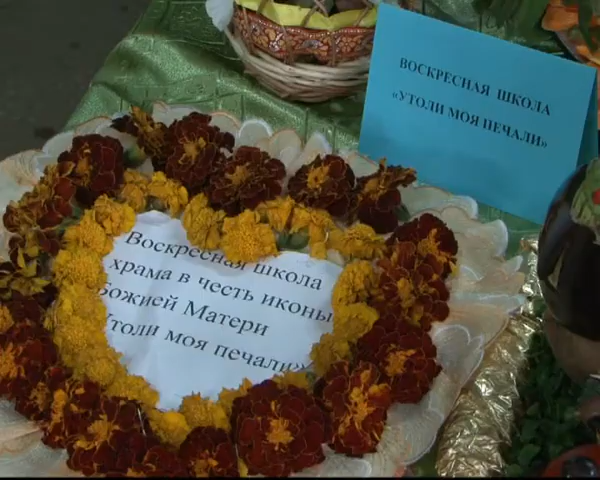 ВОСКРЕСНАЯ ШКОЛА
«УТОЛИ МОЯ ПЕЧАЛИ»
Воскресная школа
храма в честь иконы
Божией Матери
Утоли моя печали»